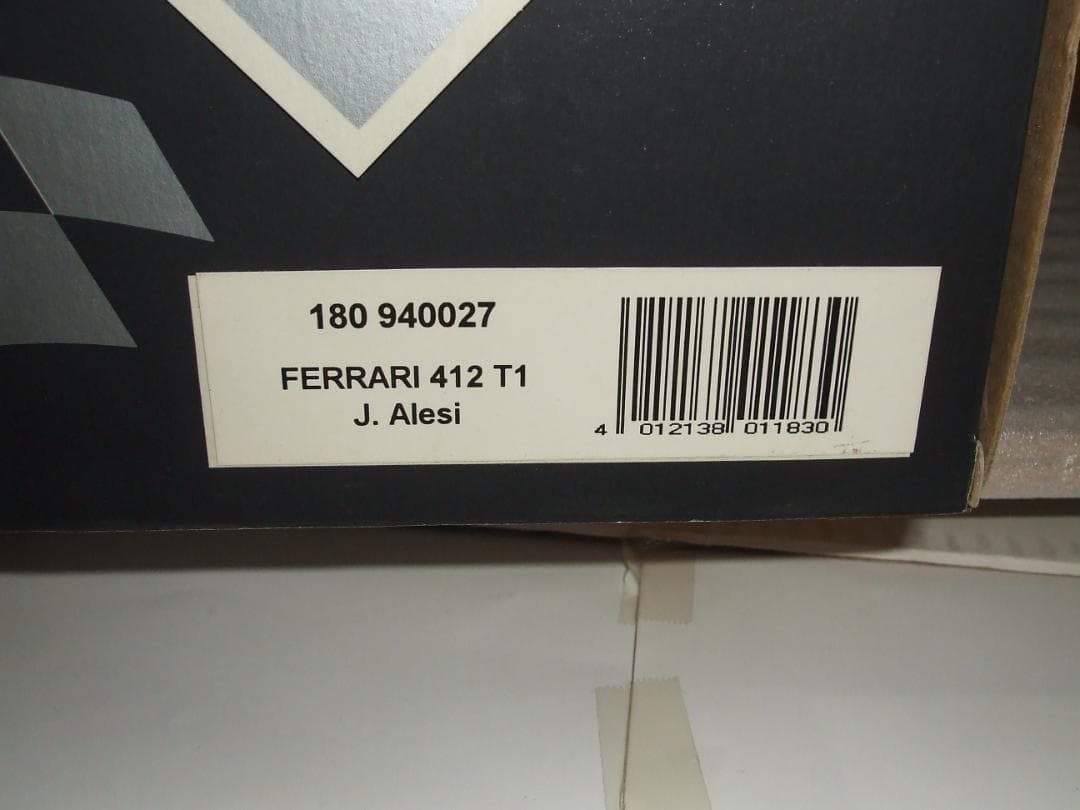 180 940027
FERRARI 412 T1
J. Alesi
4 012138 011830